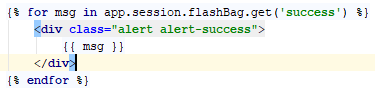 {% for msg in app.session.flashBag.get('success') %}
<div class="alert alert-success">
{{ msg }}
</div>
{% endfor %}